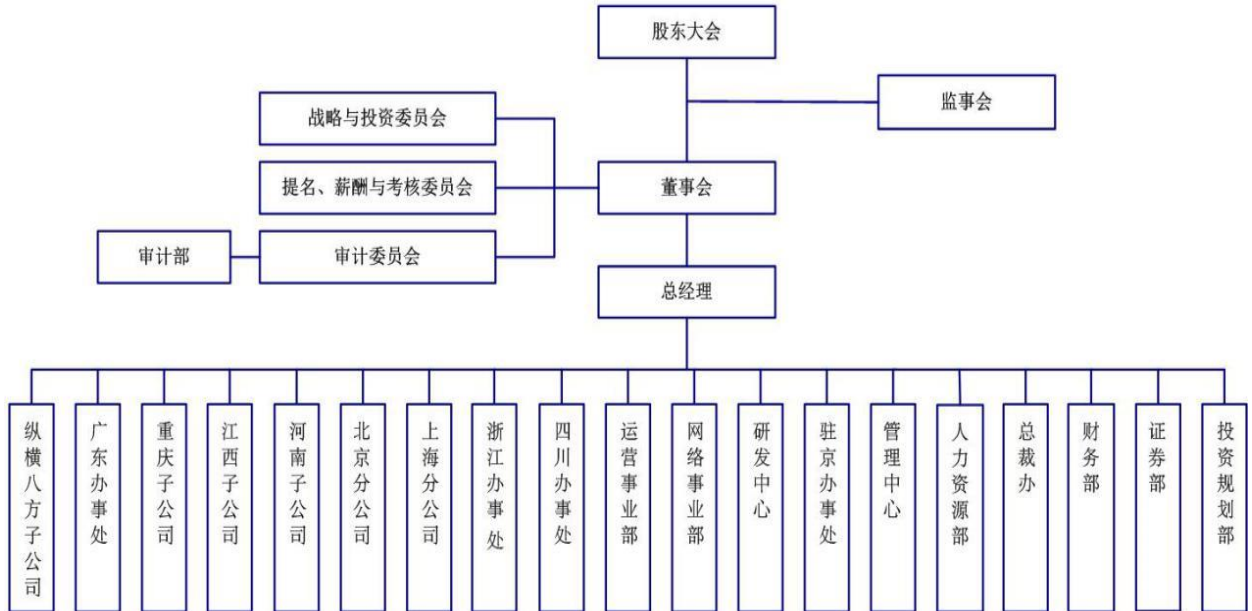 股东大会
监事会
战略与投资委员会
提名、薪酬与考核委员会
董事会
审计部
审计委员会
总经理
纵横八方子公司
广东办事处
重庆子公司
江西子公司
河南子公司
北京分公司
上海分公司
浙江办事处
四川办事处
运营事业部
网络事业部
研发中心
驻京办事处
管理中心
人力资源部
总裁办
财务部
证券部
投资规划部